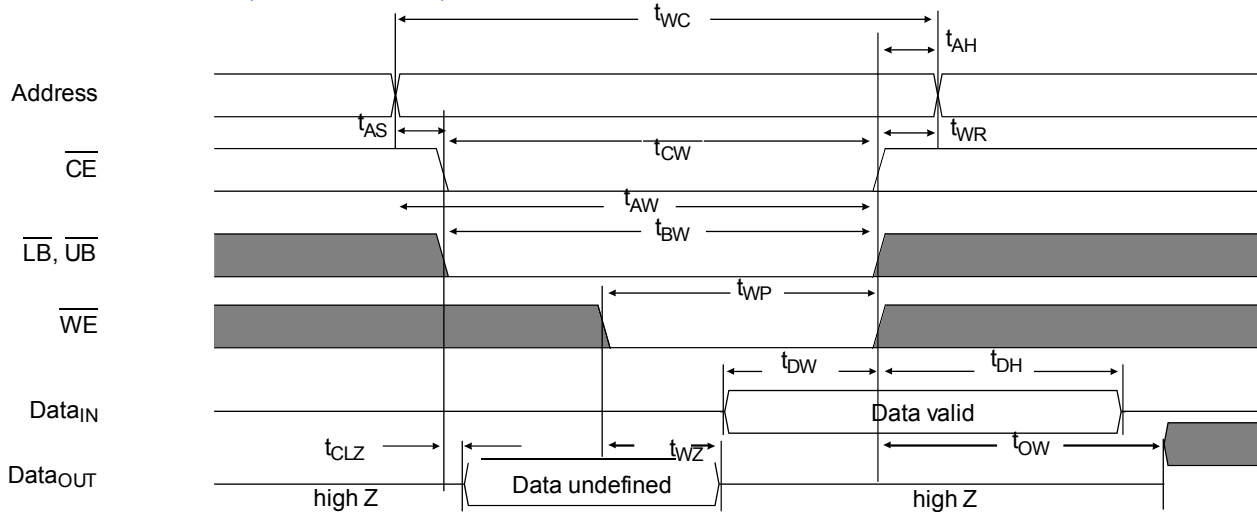 tWC
tAH
Address
tAS
tWR
CE
tCW
tAW
LB, UB
tBW
tWP
WE
tDW
tDH
DataIN
Data valid
tCLZ
tWZ
tOW
DataOUT
Data undefined
high Z
high Z